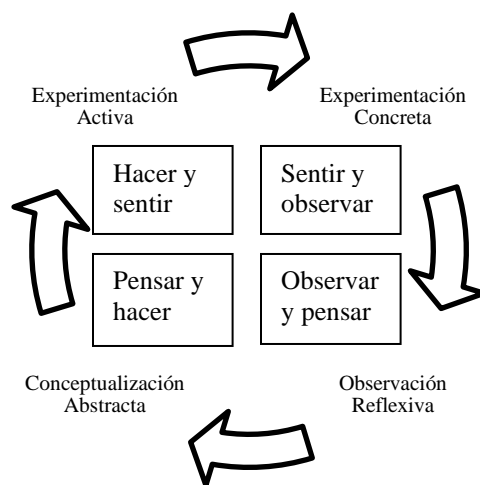 Experimentación
Activa
Experimentación
Concreta
Hacer y
sentir
Sentir y
observar
Pensar y
hacer
Observar
y pensar
Conceptualización
Abstracta
Observación
Reflexiva